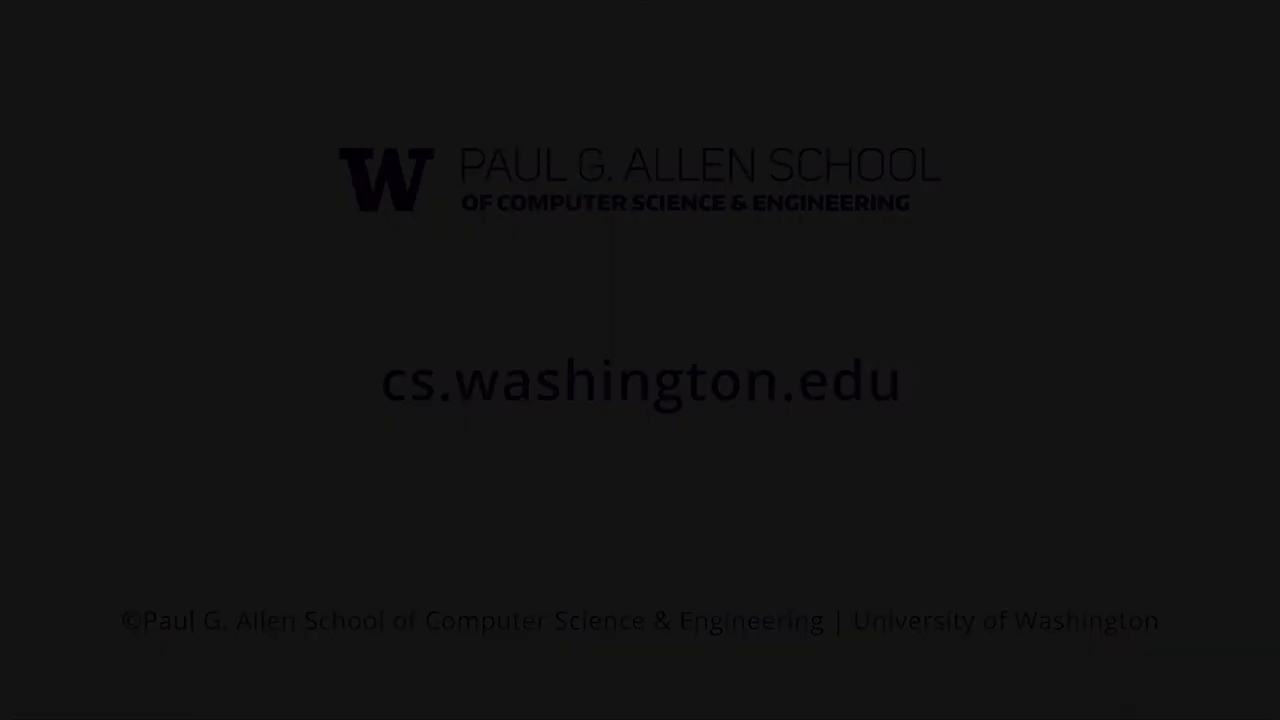 W PAUL G. ALLEN SCHOOL
OF COMPUTER SCIENCE & ENGINEERING
cs.washington.edu
©Paul G. Allen School of Computer Science & Engineering | University of Washington